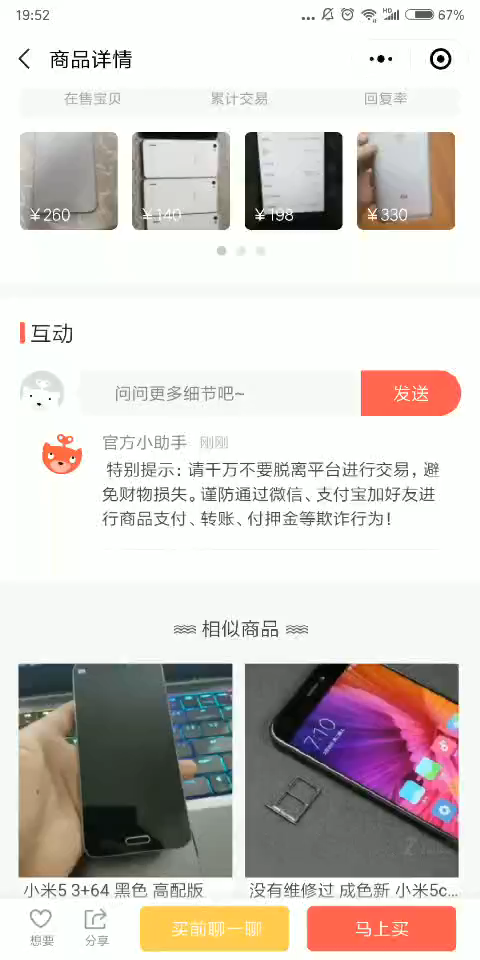 19:52
HD
67%
商品详情
在售宝贝
累计交易
回复率
￥260
￥140
￥198
￥330
互动
问问更多细节吧~
发送
官方小助手 刚刚
特别提示：请千万不要脱离平台进行交易，避
免财物损失。谨防通过微信、支付宝加好友进
行商品支付、转账、付押金等欺诈行为！
相似商品
7:10
小米5 3+64 黑色 高配版
没有维修过 成色新 小米5c...
想要
分享
买前聊一聊
马上买